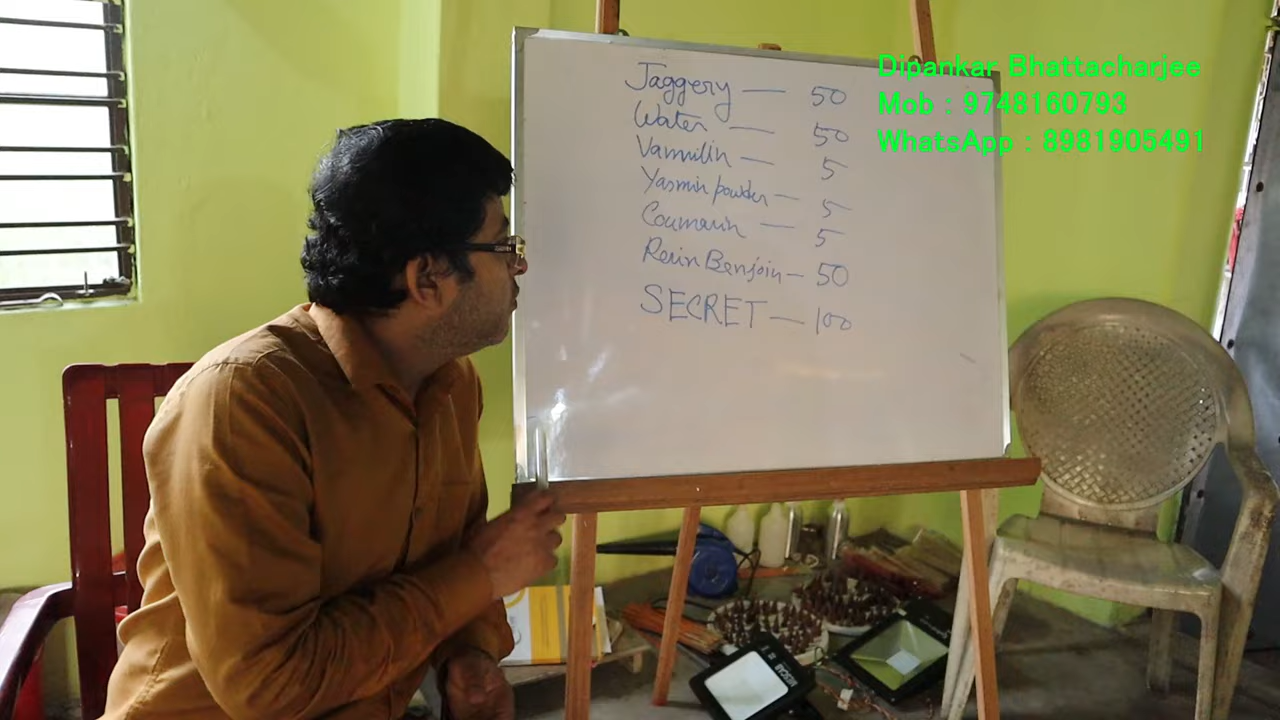 Jaggery — 50
Water — 50
Vannilin — 5
Yasmin powder — 5
Coumarin — 5
Resin Benjoin — 50
SECRET — 100
Dipankar Bhattacharjee
Mob : 9748160793
WhatsApp : 8981905491